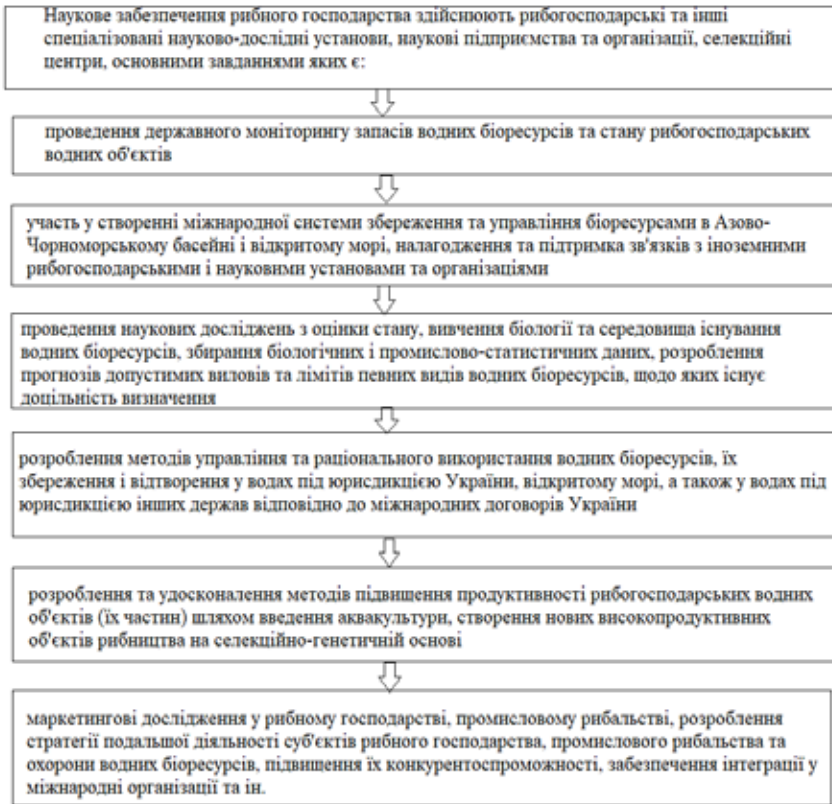 Наукове забезпечення рибного господарства здійснюють рибогосподарські та інші
спеціалізовані науково-дослідні установи, наукові підприємства та організації, селекційні
центри, основними завданнями яких є:
проведення державного моніторингу запасів водних біоресурсів та стану рибогосподарських
водних об'єктів
участь у створенні міжнародної системи збереження та управління біоресурсами в Азово-
Чорноморському басейні і відкритому морі, налагодження та підтримка зв'язків з іноземними
рибогосподарськими і науковими установами та організаціями
проведення наукових досліджень з оцінки стану, вивчення біології та середовища існування
водних біоресурсів, збирання біологічних і промислово-статистичних даних, розроблення
прогнозів допустимих виловів та лімітів певних видів водних біоресурсів, щодо яких існує
доцільність визначення
розроблення методів управління та раціонального використання водних біоресурсів, їх
збереження і відтворення у водах під юрисдикцією України, відкритому морі, а також у водах під
юрисдикцією інших держав відповідно до міжнародних договорів України
розроблення та удосконалення методів підвищення продуктивності рибогосподарських водних
об'єктів (їх частин) шляхом введення аквакультури, створення нових високопродуктивних
об'єктів рибництва на селекційно-генетичній основі
маркетингові дослідження у рибному господарстві, промисловому рибальстві, розроблення
стратегії подальшої діяльності суб'єктів рибного господарства, промислового рибальства та
охорони водних біоресурсів, підвищення їх конкурентоспроможності, забезпечення інтеграції у
міжнародні організації та ін.